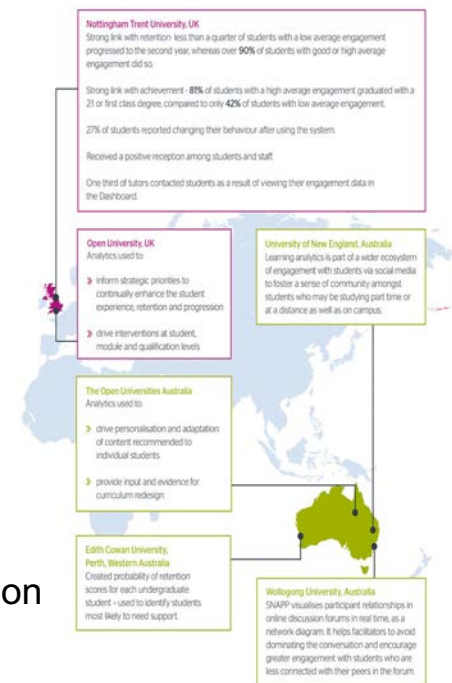 Nottingham Trent University, UK
Strong link with retention- less than a quarter of students with a low average engagement
progressed to the second year, whereas over 90% of students with good or high average
engagement did so.
Strong link with achievement - 81% of students with a high average engagement graduated with a
21 or first class degree, compared to only 42% of students with low average engagement.
27% of students reported changing their behaviour after using the system.
Received a positive reception among students and staff.
One third of tutors contacted students as a result of viewing their engagement data in
the Dashboard.
Open University, UK
Analytics used to:
inform strategic priorities to
continually enhance the student
experience, retention and progression
drive interventions at student,
module and qualification levels
University of New England, Australia
Learning analytics is part of a wider ecosystem
of engagement with students via social media
to foster a sense of community amongst
students who may be studying part time or
at a distance as well as on campus.
The Open Universities Australia
Analytics used to:
drive personalisation and adaptation
of content recommended to
individual students
provide input and evidence for
curriculum redesign
on
Edith Cowan University,
Perth, Western Australia
Created probability of retention
scores for each undergraduate
student - used to identify students
most likely to need support.
Wollogong University, Australia
SNAPP visualises participant relationships in
online discussion forums in real time, as a
network diagram. It helps facilitators to avoid
dominating the conversation and encourage
greater engagement with students who are
less connected with their peers in the forum.